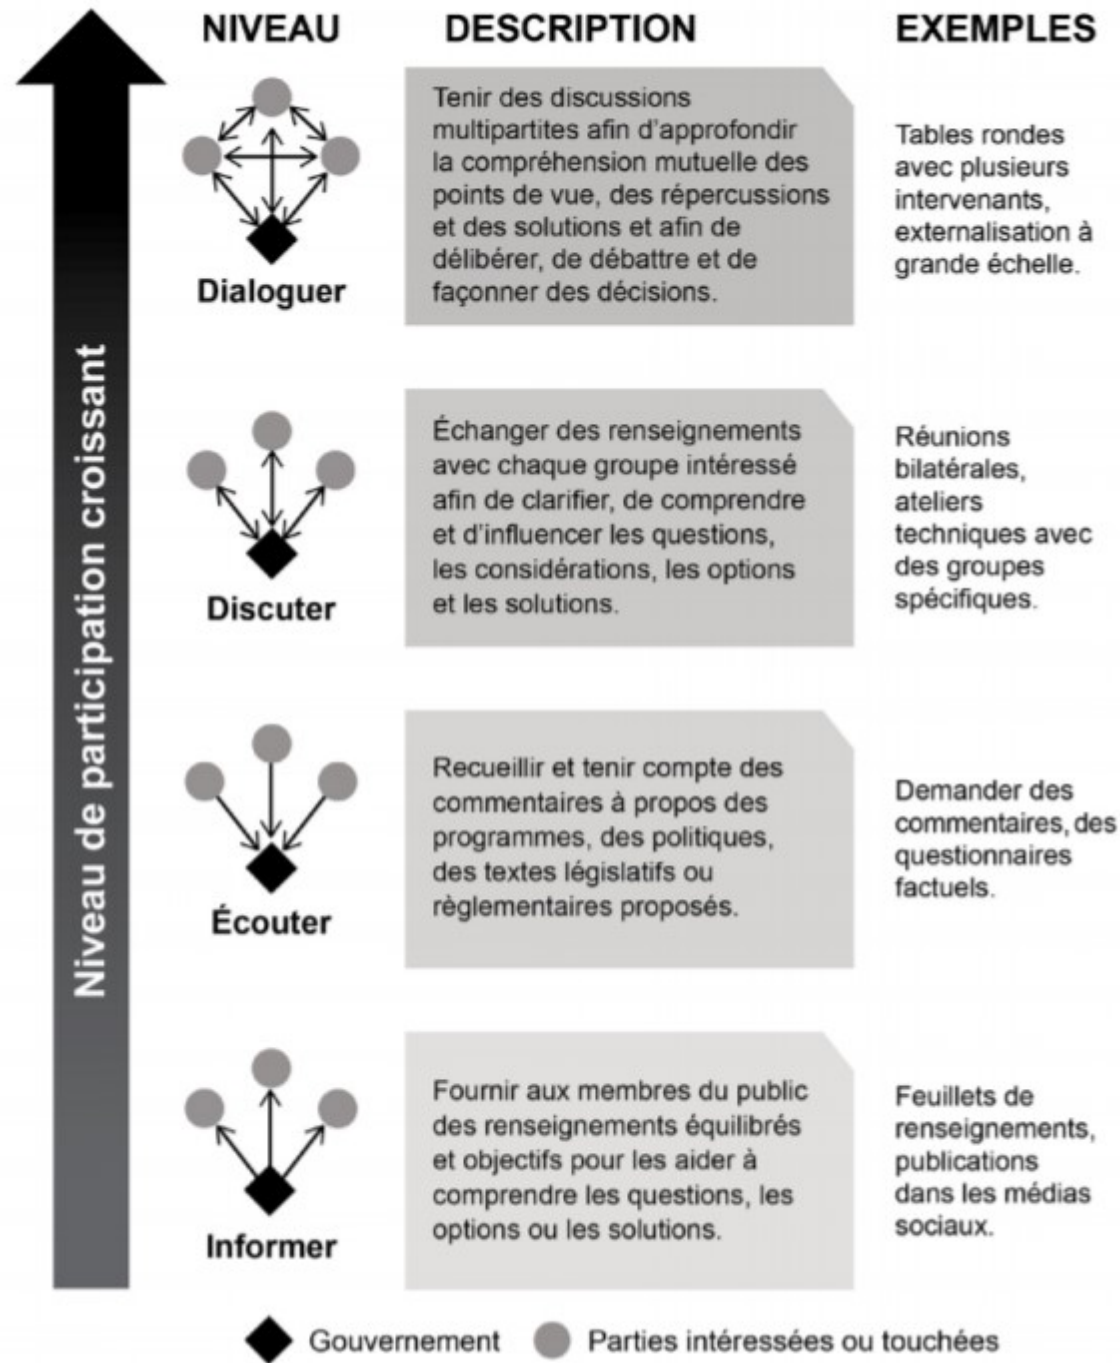 NIVEAU
DESCRIPTION
EXEMPLES
Niveau de participation croissant
Dialoguer
Tenir des discussions
multipartites afin d'approfondir
la compréhension mutuelle des
points de vue, des répercussions
et des solutions et afin de
délibérer, de débattre et de
façonner des décisions.
Tables rondes
avec plusieurs
intervenants,
externalisation à
grande échelle.
Discuter
Échanger des renseignements
avec chaque groupe intéressé
afin de clarifier, de comprendre
et d'influencer les questions,
les considérations, les options
et les solutions.
Réunions
bilatérales,
ateliers
techniques avec
des groupes
spécifiques.
Écouter
Recueillir et tenir compte des
commentaires à propos des
programmes, des politiques,
des textes législatifs ou
règlementaires proposés.
Demander des
commentaires, des
questionnaires
factuels.
Informer
Fournir aux membres du public
des renseignements équilibrés
et objectifs pour les aider à
comprendre les questions, les
options ou les solutions.
Feuillets de
renseignements,
publications
dans les médias
sociaux.
Gouvernement
Parties intéressées ou touchées